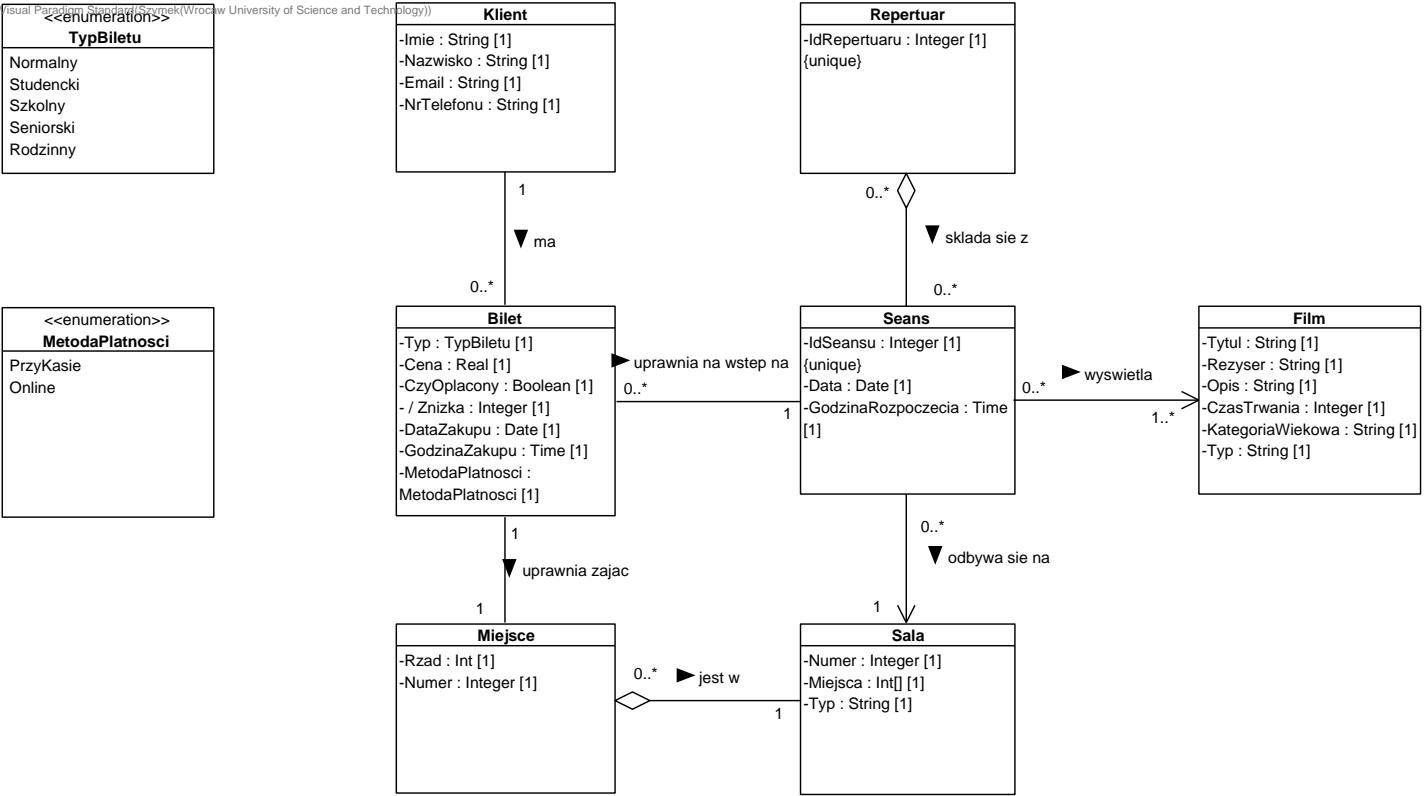 Visual Paradigm Standard(Szymek(Wrocaw University of Science and Technology))
<<enumeration>>
TypBiletu
Normalny
Studencki
Szkolny
Seniorski
Rodzinny
Klient
-Imie : String [1]
-Nazwisko : String [1]
-Email : String [1]
-NrTelefonu : String [1]
Repertuar
-IdRepertuaru : Integer [1]
{unique}
1
ma
0..*
0..*
sklada sie z
0..*
<<enumeration>>
MetodaPlatnosci
PrzyKasie
Online
Bilet
-Typ : TypBiletu [1]
-Cena : Real [1]
-CzyOplacony : Boolean [1]
- / Znizka : Integer [1]
-DataZakupu : Date [1]
-GodzinaZakupu : Time [1]
-MetodaPlatnosci :
MetodaPlatnosci [1]
uprawnia na wstep na
0..*
1
Seans
-IdSeansu : Integer [1]
{unique}
-Data : Date [1]
-GodzinaRozpoczecia : Time
[1]
wyswietla
0..*
1..*
Film
-Tytul : String [1]
-Rezyser : String [1]
-Opis : String [1]
-CzasTrwania : Integer [1]
-KategoriaWiekowa : String [1]
-Typ : String [1]
1
uprawnia zajac
1
0..*
odbywa sie na
1
Miejsce
-Rzad : Int [1]
-Numer : Integer [1]
0..*
jest w
1
Sala
-Numer : Integer [1]
-Miejsca : Int[] [1]
-Typ : String [1]